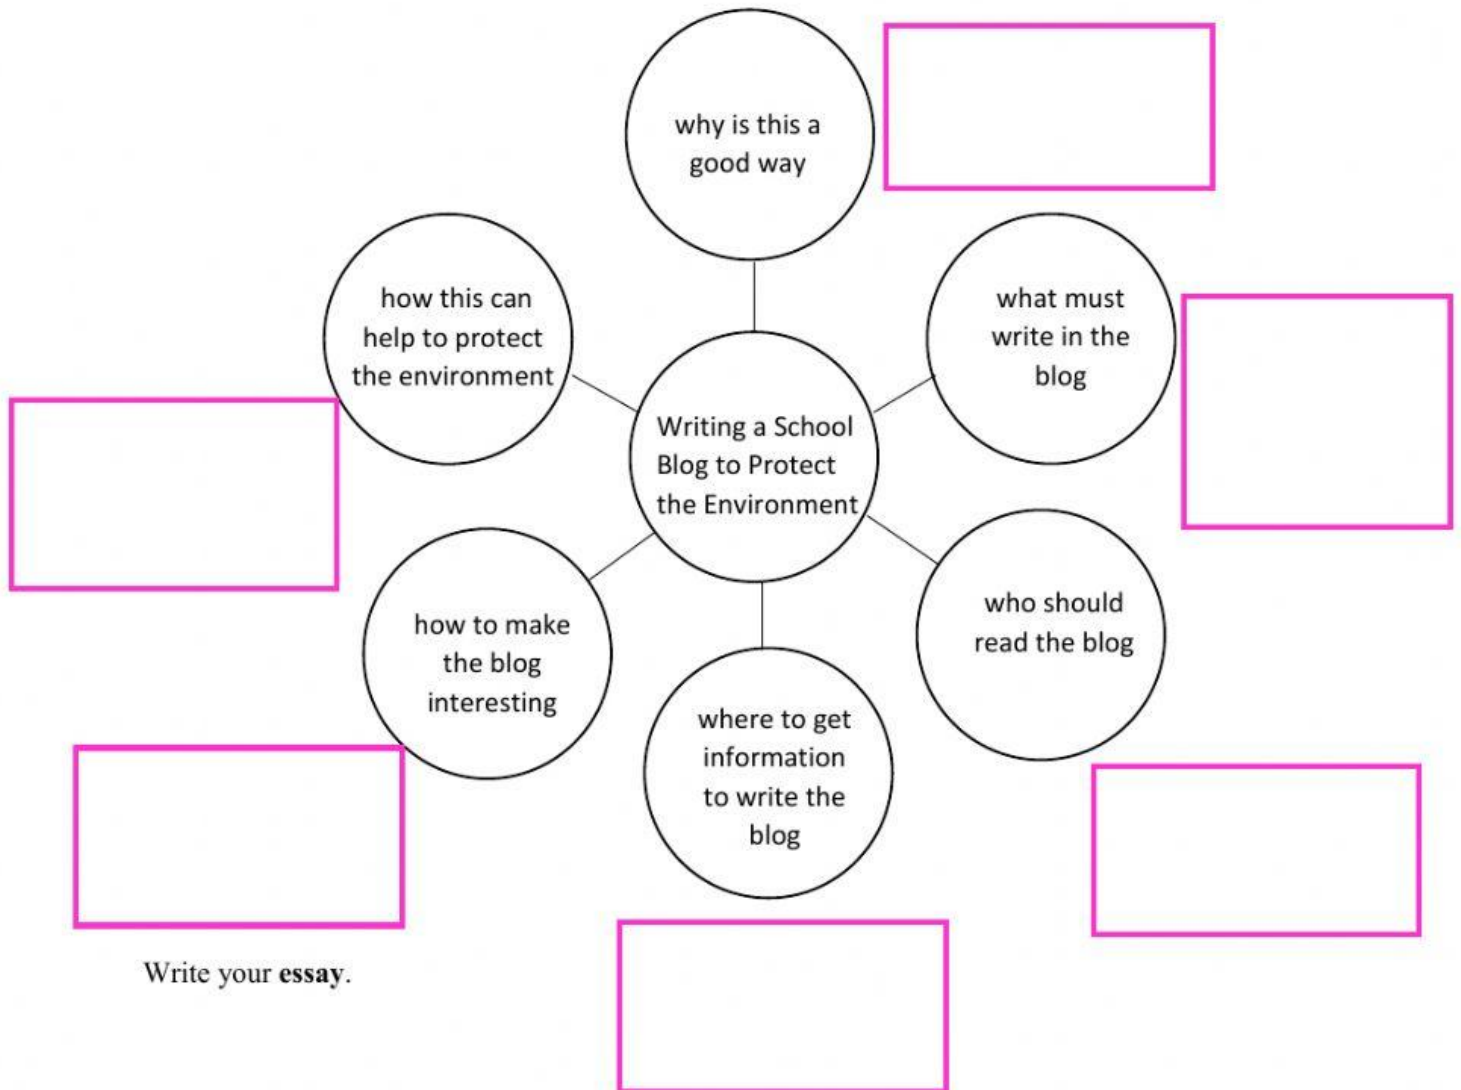 why is this a
good way
how this can
help to protect
the environment
what must
write in the
blog
Writing a School
Blog to Protect
the Environment
how to make
the blog
interesting
who should
read the blog
where to get
information
to write the
blog
Write your essay.